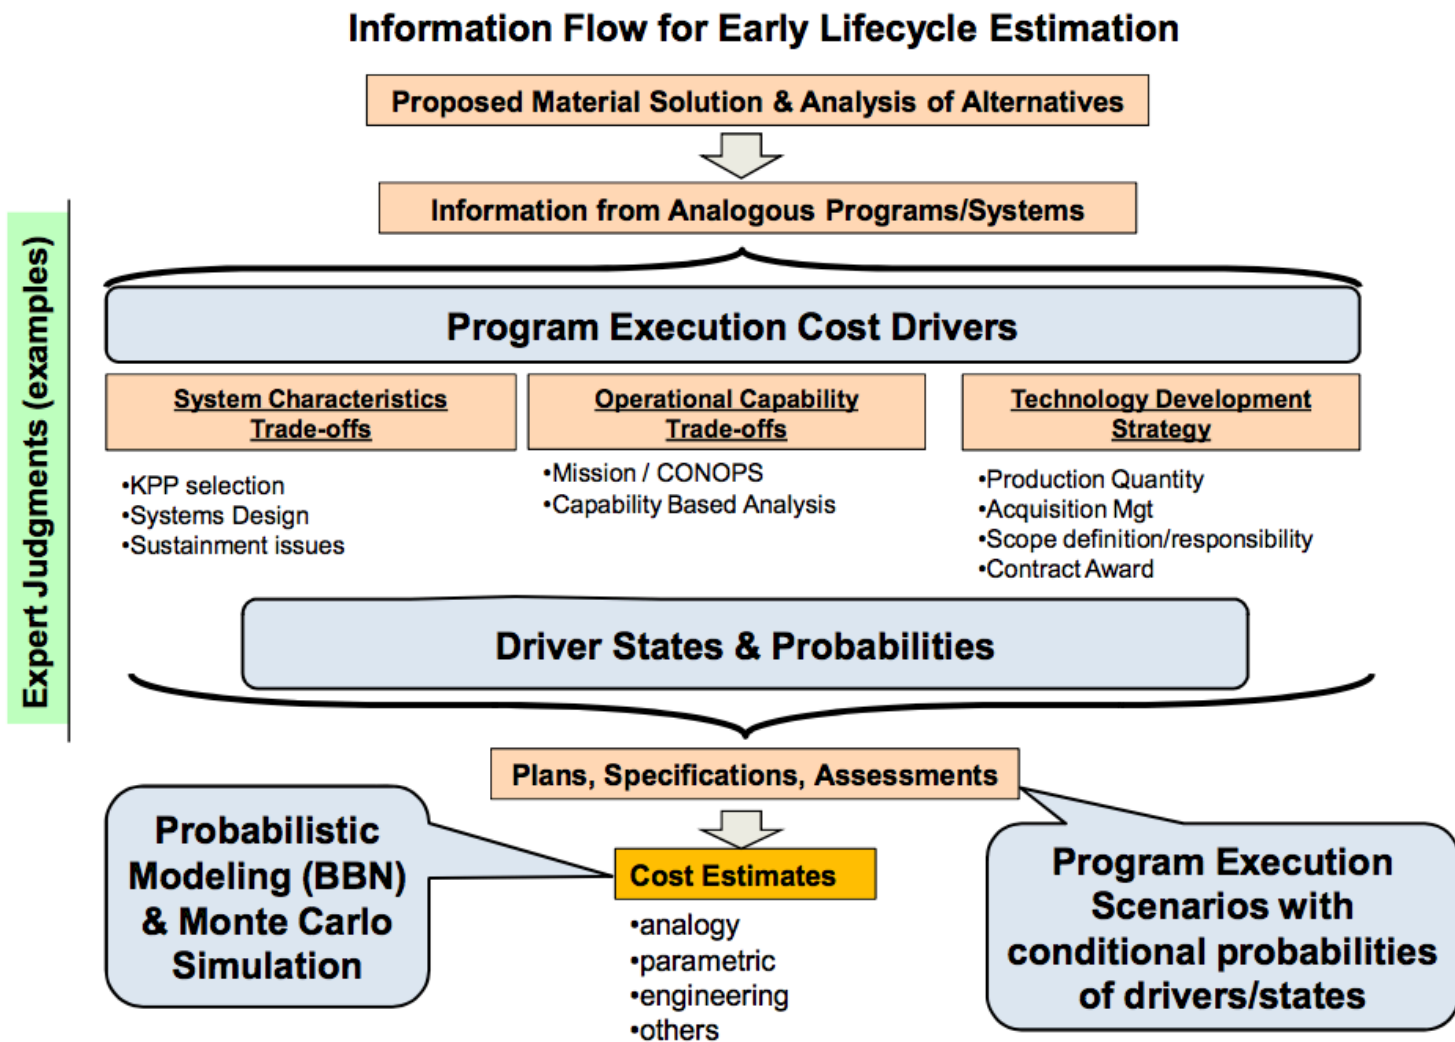 Information Flow for Early Lifecycle Estimation
Proposed Material Solution & Analysis of Alternatives
Information from Analogous Programs/Systems
Expert Judgments (examples)
Program Execution Cost Drivers
System Characteristics
Trade-offs
•KPP selection
•Systems Design
•Sustainment issues
Operational Capability
Trade-offs
•Mission / CONOPS
•Capability Based Analysis
Technology Development
Strategy
•Production Quantity
•Acquisition Mgt
•Scope definition/responsibility
•Contract Award
Driver States & Probabilities
Plans, Specifications, Assessments
Probabilistic
Modeling (BBN)
& Monte Carlo
Simulation
Cost Estimates
•analogy
•parametric
•engineering
•others
Program Execution
Scenarios with
conditional probabilities
of drivers/states